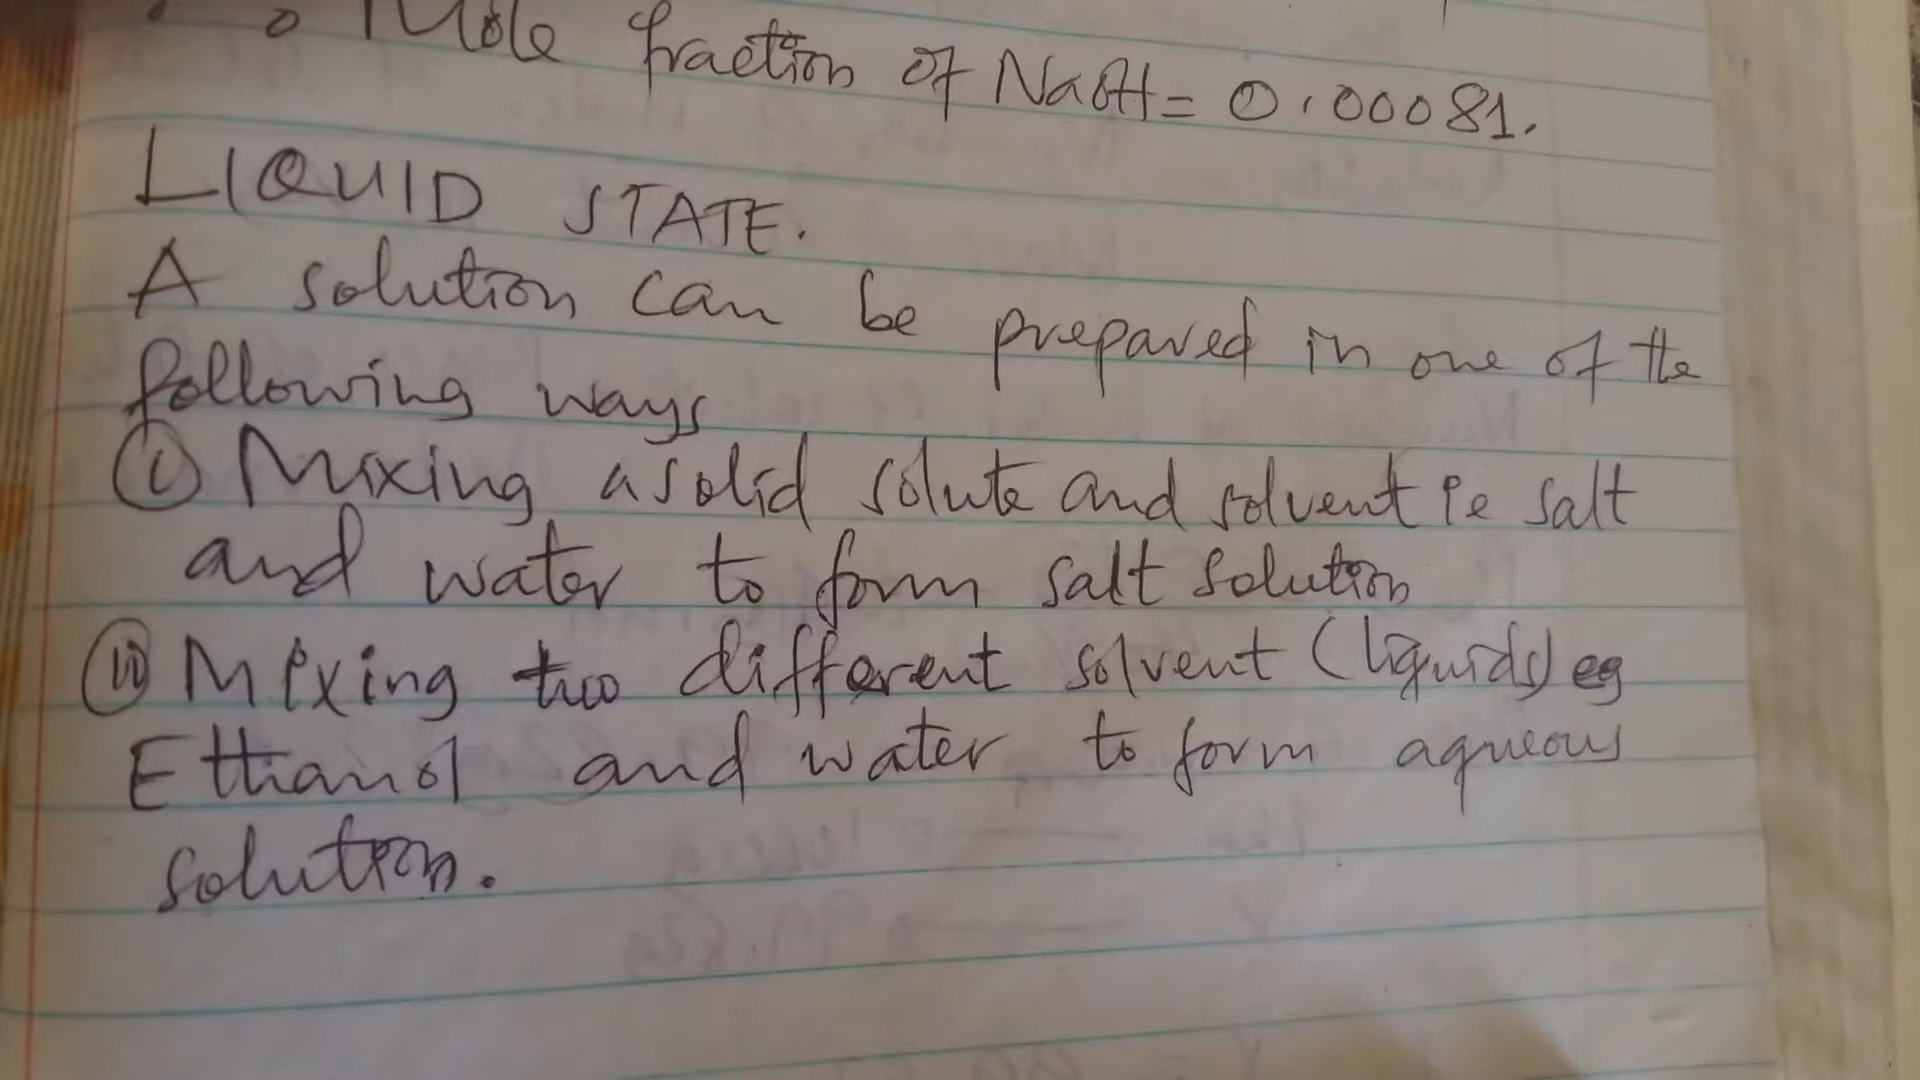 o Mole fraction of NaOH = 0.00081.
LIQUID STATE.
A solution can be prepared in one of the
following ways
(i) Mixing a solid solute and solvent ie salt
and water to form salt solution
(ii) Mixing two different solvent (liquids) eg
Ethanol and water to form aqueous
solution.